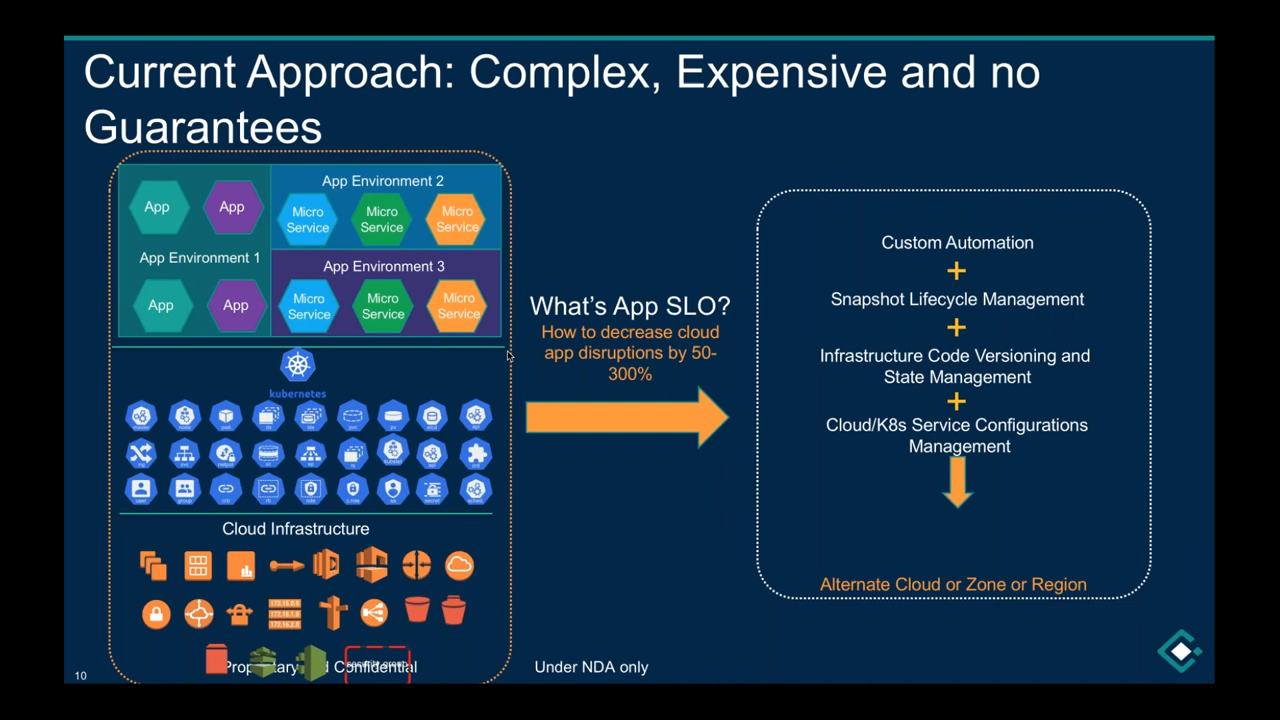 Current Approach: Complex, Expensive and no
Guarantees
App
App
App Environment 1
App
App
App Environment 2
Micro
Service
Micro
Service
Micro
Service
App Environment 3
Micro
Service
Micro
Service
Micro
Service
kubernetes
Cloud Infrastructure
What's App SLO?
How to decrease cloud
app disruptions by 50-
300%
Custom Automation
+
Snapshot Lifecycle Management
+
Infrastructure Code Versioning and
State Management
+
Cloud/K8s Service Configurations
Management
Alternate Cloud or Zone or Region
10
Proprietary and Confidential
Under NDA only